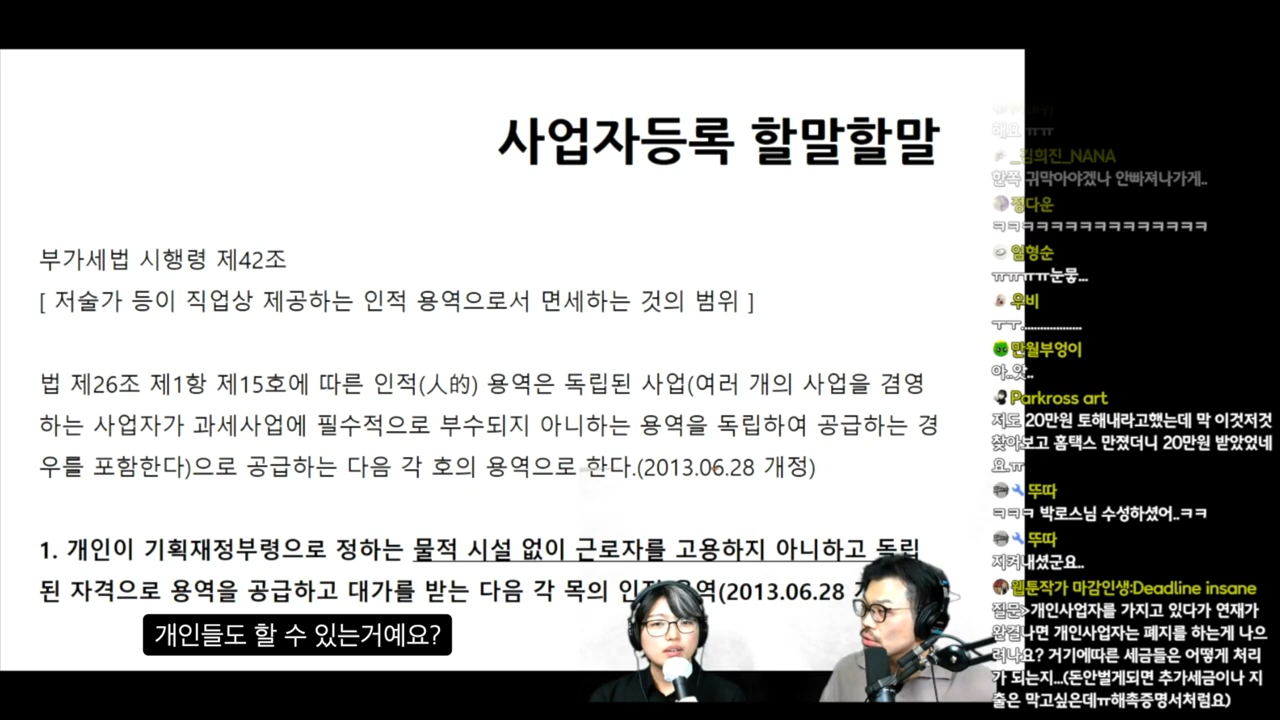 사업자등록 할말할말
부가세법 시행령 제42조
[ 저술가 등이 직업상 제공하는 인적 용역으로서 면세하는 것의 범위 ]
법 제26조 제1항 제15호에 따른 인적(人的) 용역은 독립된 사업(여러 개의 사업을 겸영
하는 사업자가 과세사업에 필수적으로 부수되지 아니하는 용역을 독립하여 공급하는 경
우를 포함한다)으로 공급하는 다음 각 호의 용역으로 한다.(2013.06.28 개정)
1. 개인이 기획재정부령으로 정하는 물적 시설 없이 근로자를 고용하지 아니하고 독립
된 자격으로 용역을 공급하고 대가를 받는 다음 각 목의 인적 용역(2013.06.28
개인들도 할 수 있는거예요?
해요ㅠㅠ
_김희진_NANA
한쪽 귀막아야겠나 안빠져나가게..
정다운
ㅋㅋㅋㅋㅋㅋㅋㅋㅋㅋㅋㅋㅋㅋㅋ
임형순
ㅠㅠㅠㅠ눈뭏...
우비
ㅜㅜ..................
만월부엉이
아..앗..
Parkross art
저도 20만원 토해내라고했는데 막 이것저것
찾아보고 홈택스 만졌더니 20만원 받았었네
요.ㅠ
뚜따
ㅋㅋㅋ 박로스님 수성하셨어..ㅋㅋ
뚜따
지켜내셨군요..
웹툰작가 마감인생:Deadline insane
질문>개인사업자를 가지고 있다가 연재가
완결나면 개인사업자는 폐지를 하는게 나으
려나요? 거기에따른 세금들은 어떻게 처리
가 되는지...(돈안벌게되면 추가세금이나 지
출은 막고싶은데ㅠ해촉증명서처럼요)